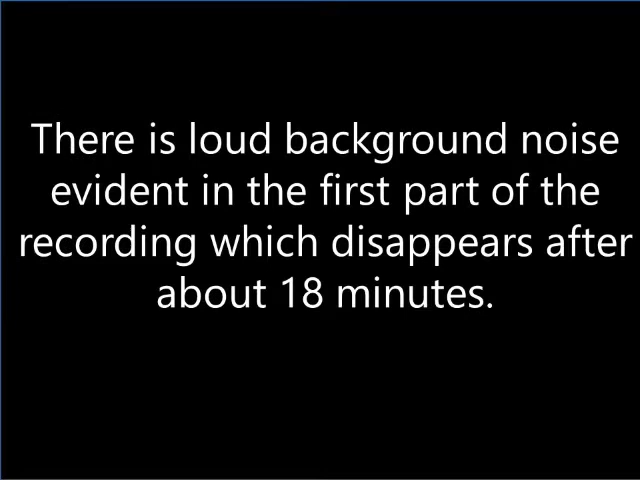 There is loud background noise
evident in the first part of the
recording which disappears after
about 18 minutes.